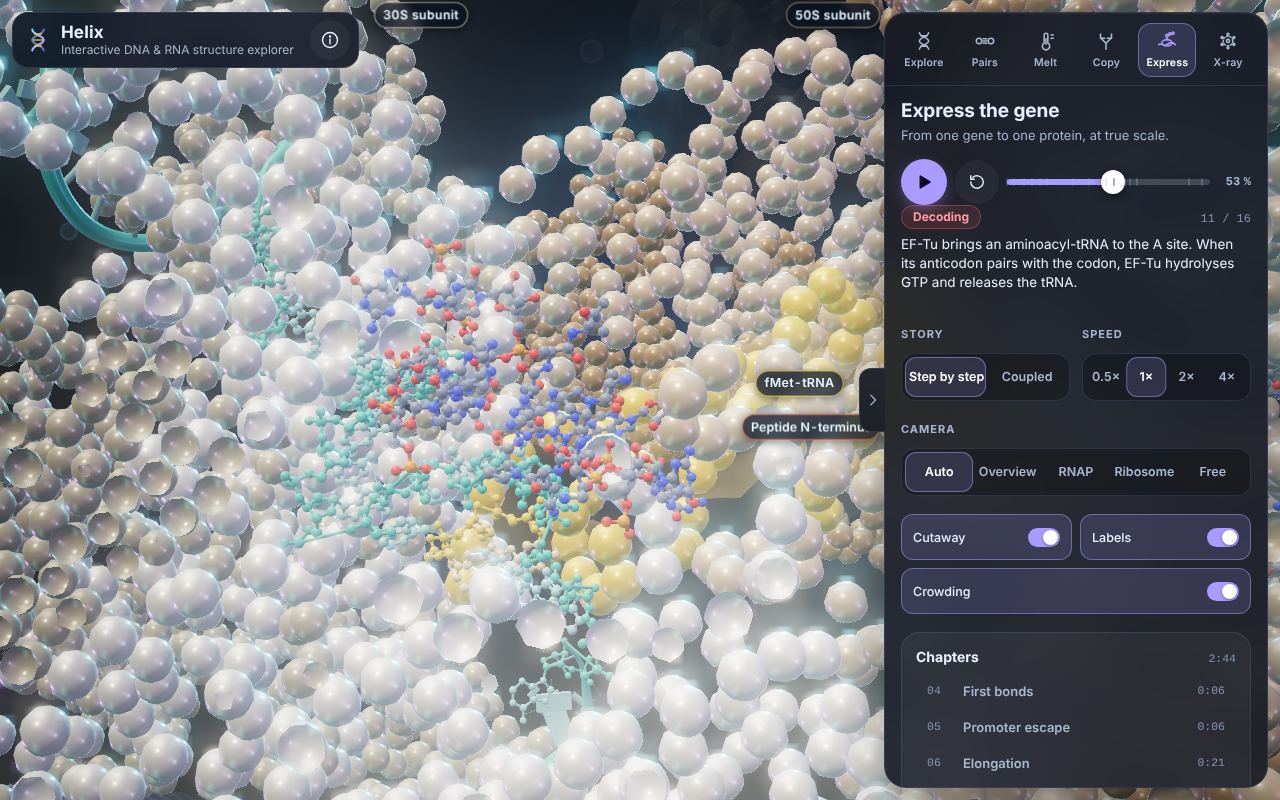 Helix
Interactive DNA & RNA structure explorer
30S subunit
50S subunit
fMet-tRNA
Peptide N-terminus
Explore
Pairs
Melt
Copy
Express
X-ray
Express the gene
From one gene to one protein, at true scale.
53 %
Decoding
11 / 16
EF-Tu brings an aminoacyl-tRNA to the A site. When
its anticodon pairs with the codon, EF-Tu hydrolyses
GTP and releases the tRNA.
STORY
SPEED
Step by step
Coupled
0.5×
1×
2×
4×
CAMERA
Auto
Overview
RNAP
Ribosome
Free
Cutaway
Labels
Crowding
Chapters
2:44
04 First bonds 0:06
05 Promoter escape 0:06
06 Elongation 0:21